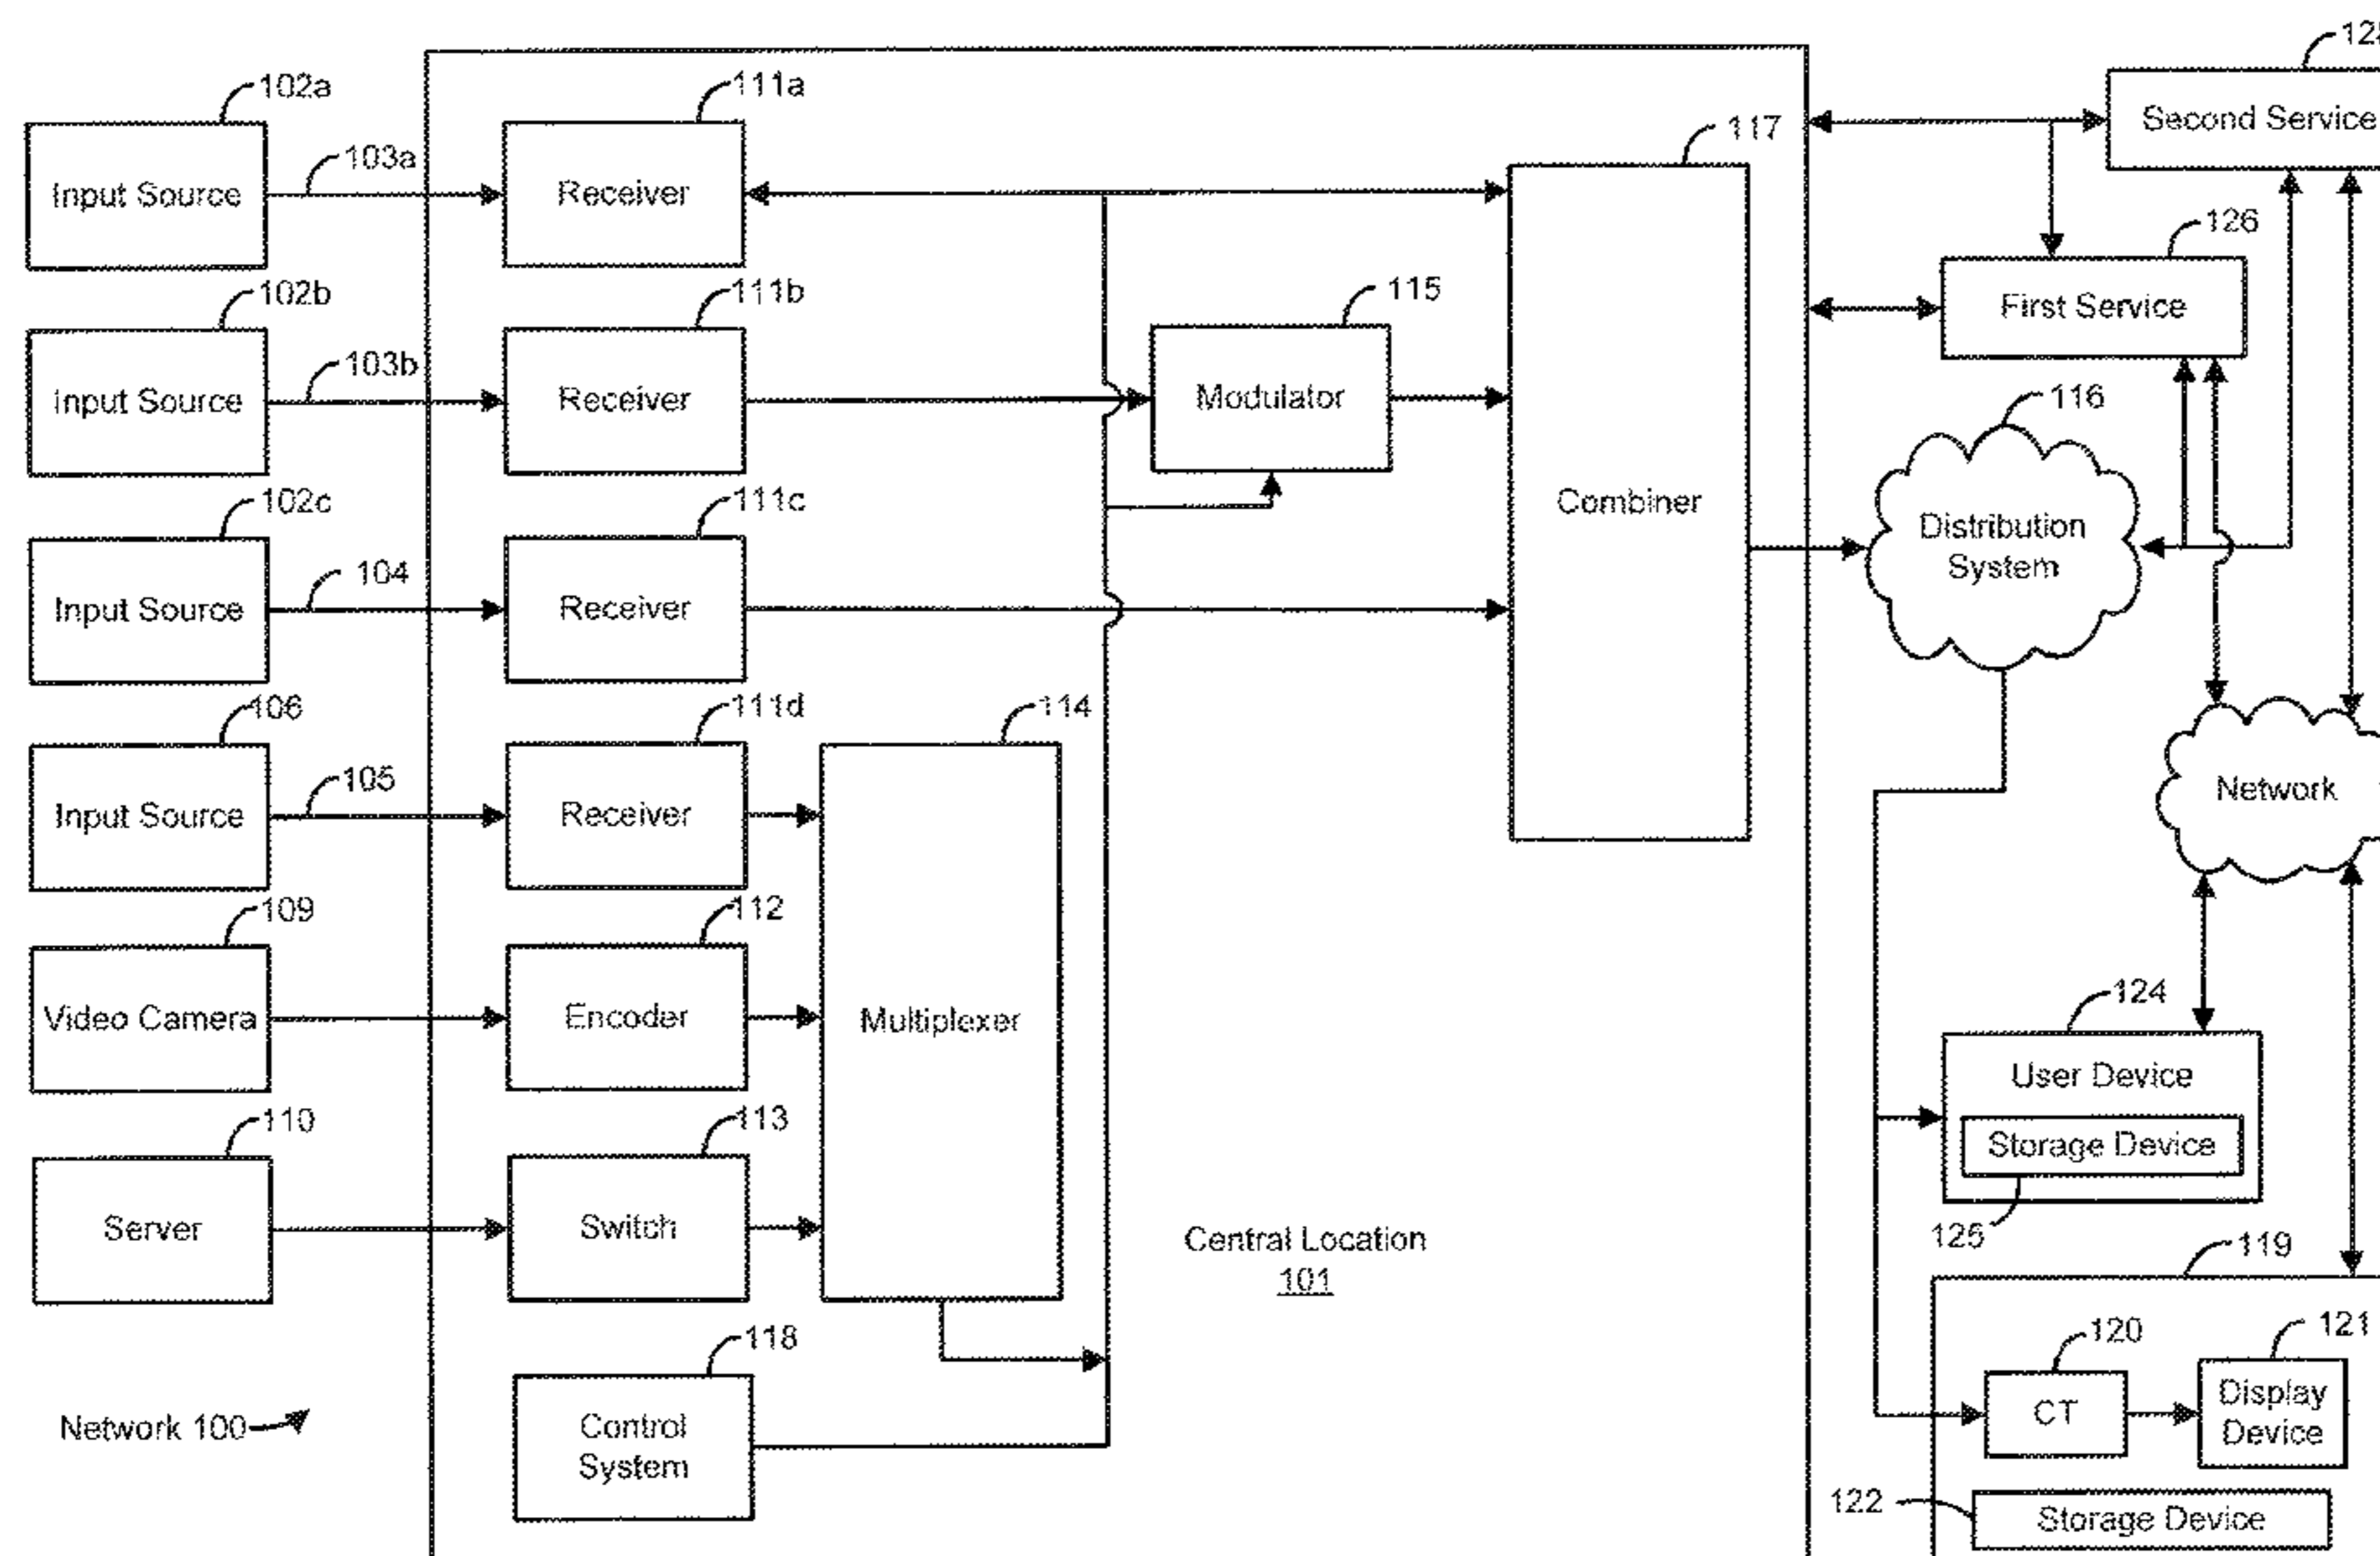 102a
Input Source
103a
111a
Receiver
102b
Input Source
103b
111b
Receiver
115
Modulator
102c
Input Source
104
111c
Receiver
117
Combiner
106
Input Source
105
111d
Receiver
114
Multiplexer
109
Video Camera
112
Encoder
110
Server
113
Switch
118
Control
System
Central Location
101
Network 100
Second Service
126
First Service
116
Distribution
System
Network
124
User Device
Storage Device
125
119
120
CT
121
Display
Device
122
Storage Device